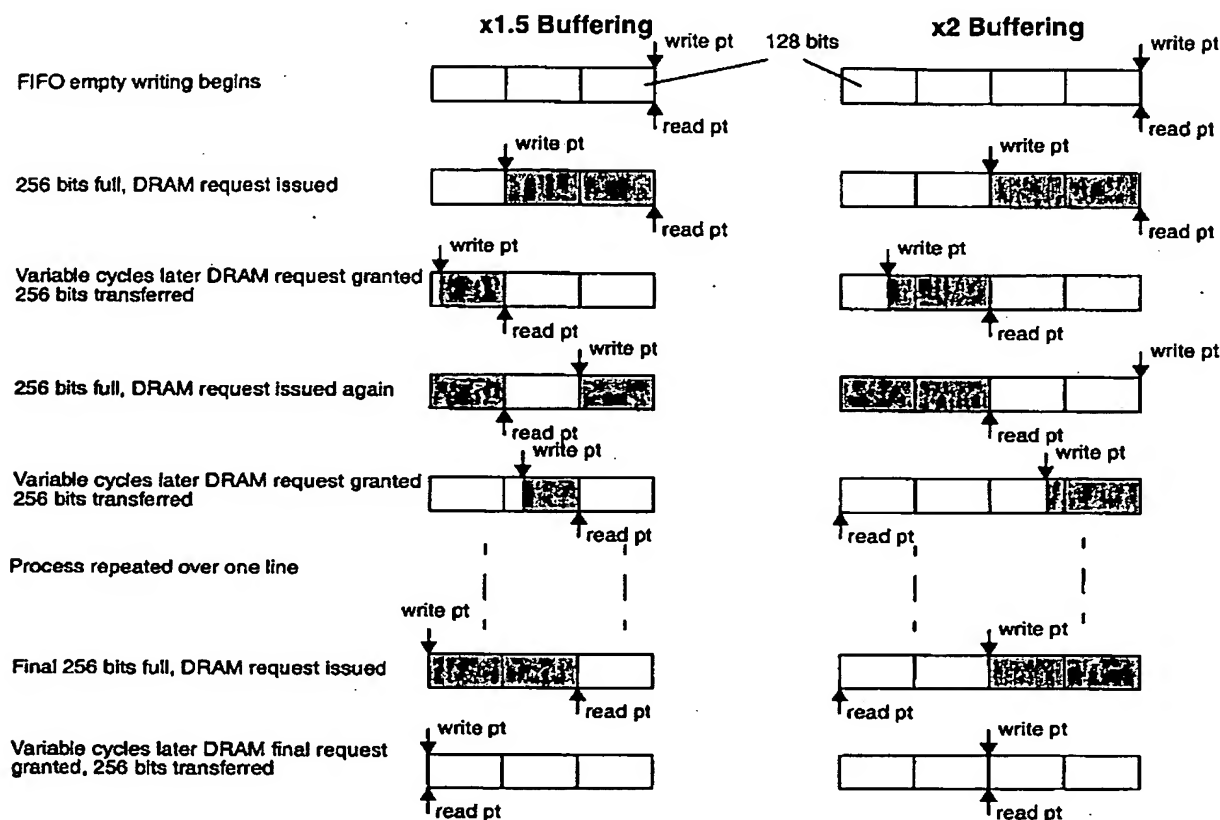 x1.5 Buffering
x2 Buffering
write pt
128 bits
write pt
FIFO empty writing begins
read pt
read pt
write pt
write pt
256 bits full, DRAM request issued
read pt
read pt
write pt
write pt
Variable cycles later DRAM request granted
256 bits transferred
read pt
read pt
write pt
write pt
256 bits full, DRAM request issued again
read pt
read pt
write pt
write pt
Variable cycles later DRAM request granted
256 bits transferred
read pt
read pt
Process repeated over one line
write pt
write pt
Final 256 bits full, DRAM request issued
read pt
read pt
write pt
write pt
Variable cycles later DRAM final request
granted, 256 bits transferred
read pt
read pt